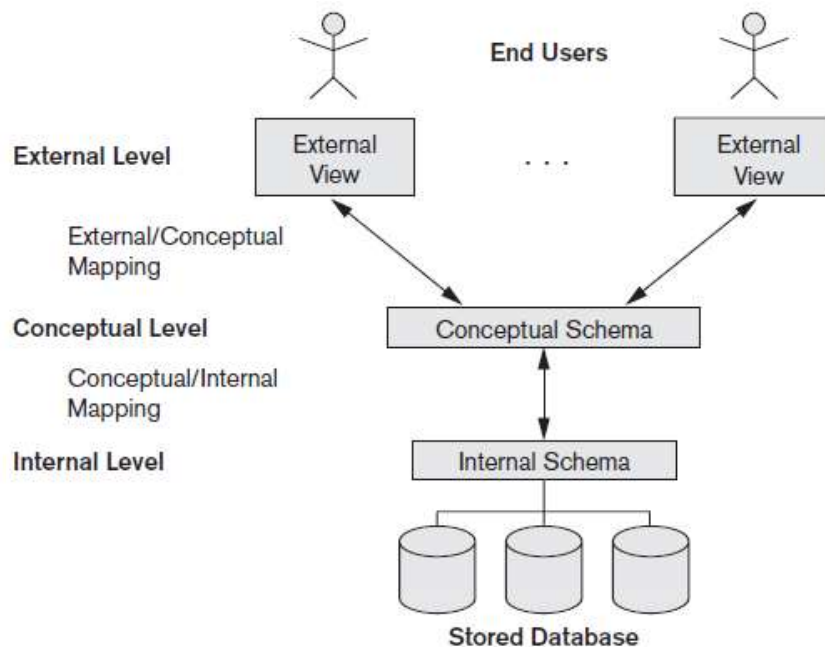 End Users
External Level
External
View
. . .
External
View
External/Conceptual
Mapping
Conceptual Level
Conceptual Schema
Conceptual/Internal
Mapping
Internal Level
Internal Schema
Stored Database